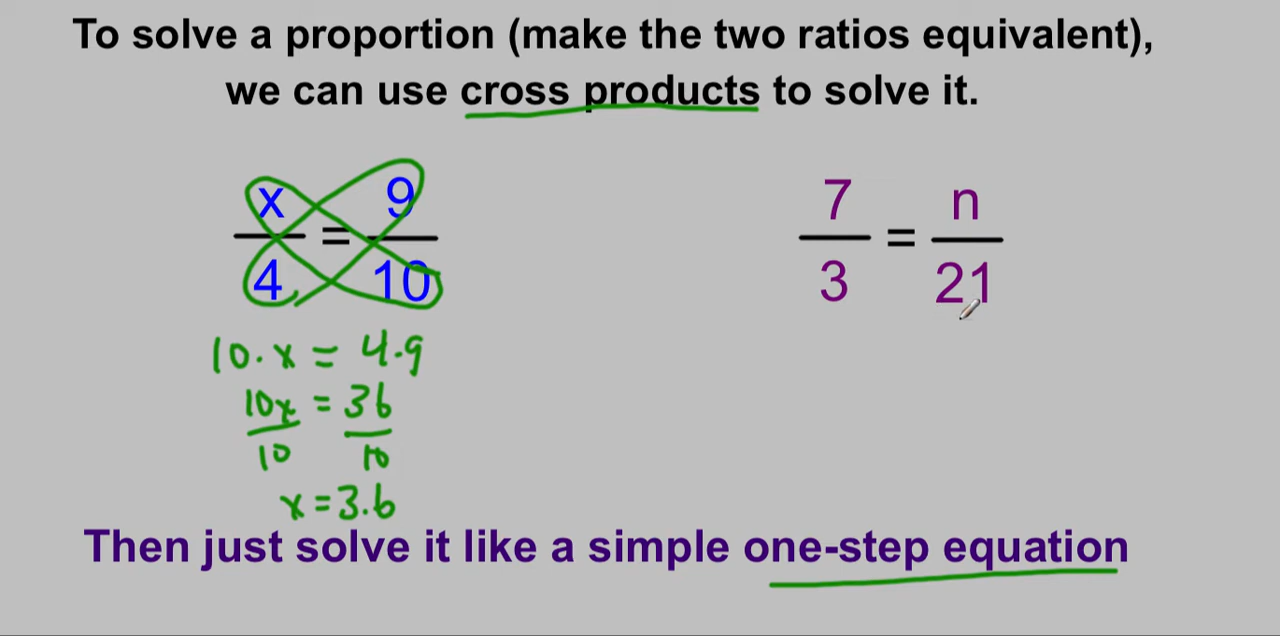 To solve a proportion (make the two ratios equivalent),
we can use cross products to solve it.
x/4 = 9/10
7/3 = n/21
10·x = 4·9
10x/10 = 36/10
x = 3.6
Then just solve it like a simple one-step equation